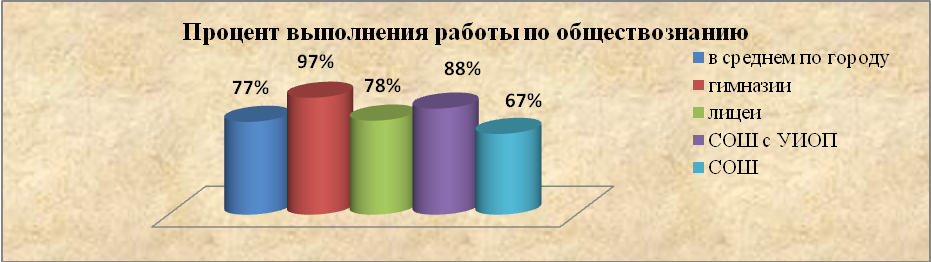 Процент выполнения работы по обществознанию
77%
97%
78%
88%
67%
в среднем по городу
гимназии
лицеи
СОШ с УИОП
СОШ